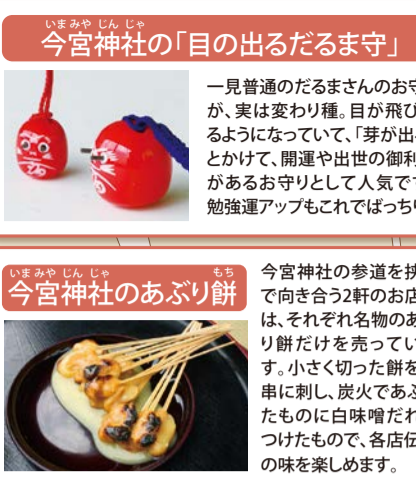 いまみや じん じゃ
今宮神社の「目の出るだるま守」
一見普通のだるまさんのお守
が、実は変わり種。目が飛び
るようになっていて、「芽が出
とかけて、開運や出世の御利
があるお守りとして人気で
勉強運アップもこれでばっち
いまみや じん じゃ もち
今宮神社のあぶり餅
今宮神社の参道を挟
で向き合う2軒のお店
は、それぞれ名物のあ
り餅だけを売ってい
す。小さく切った餅を
串に刺し、炭火であぶ
たものに白味噌だれ
つけたもので、各店伝
の味を楽しめます。